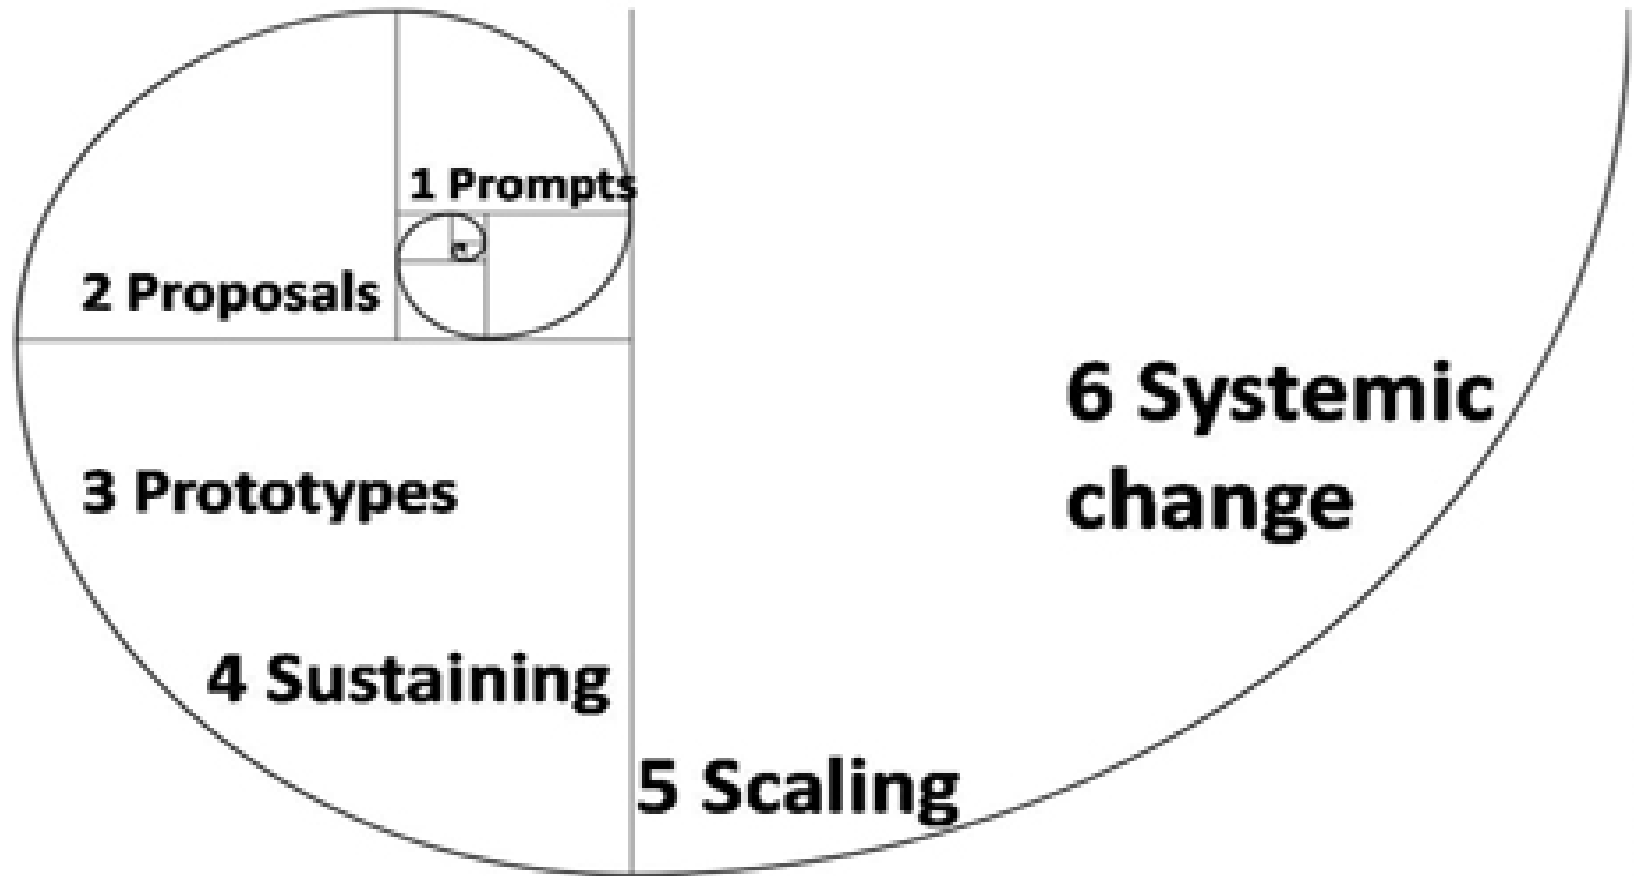 1 Prompts
2 Proposals
3 Prototypes
4 Sustaining
5 Scaling
6 Systemic
change